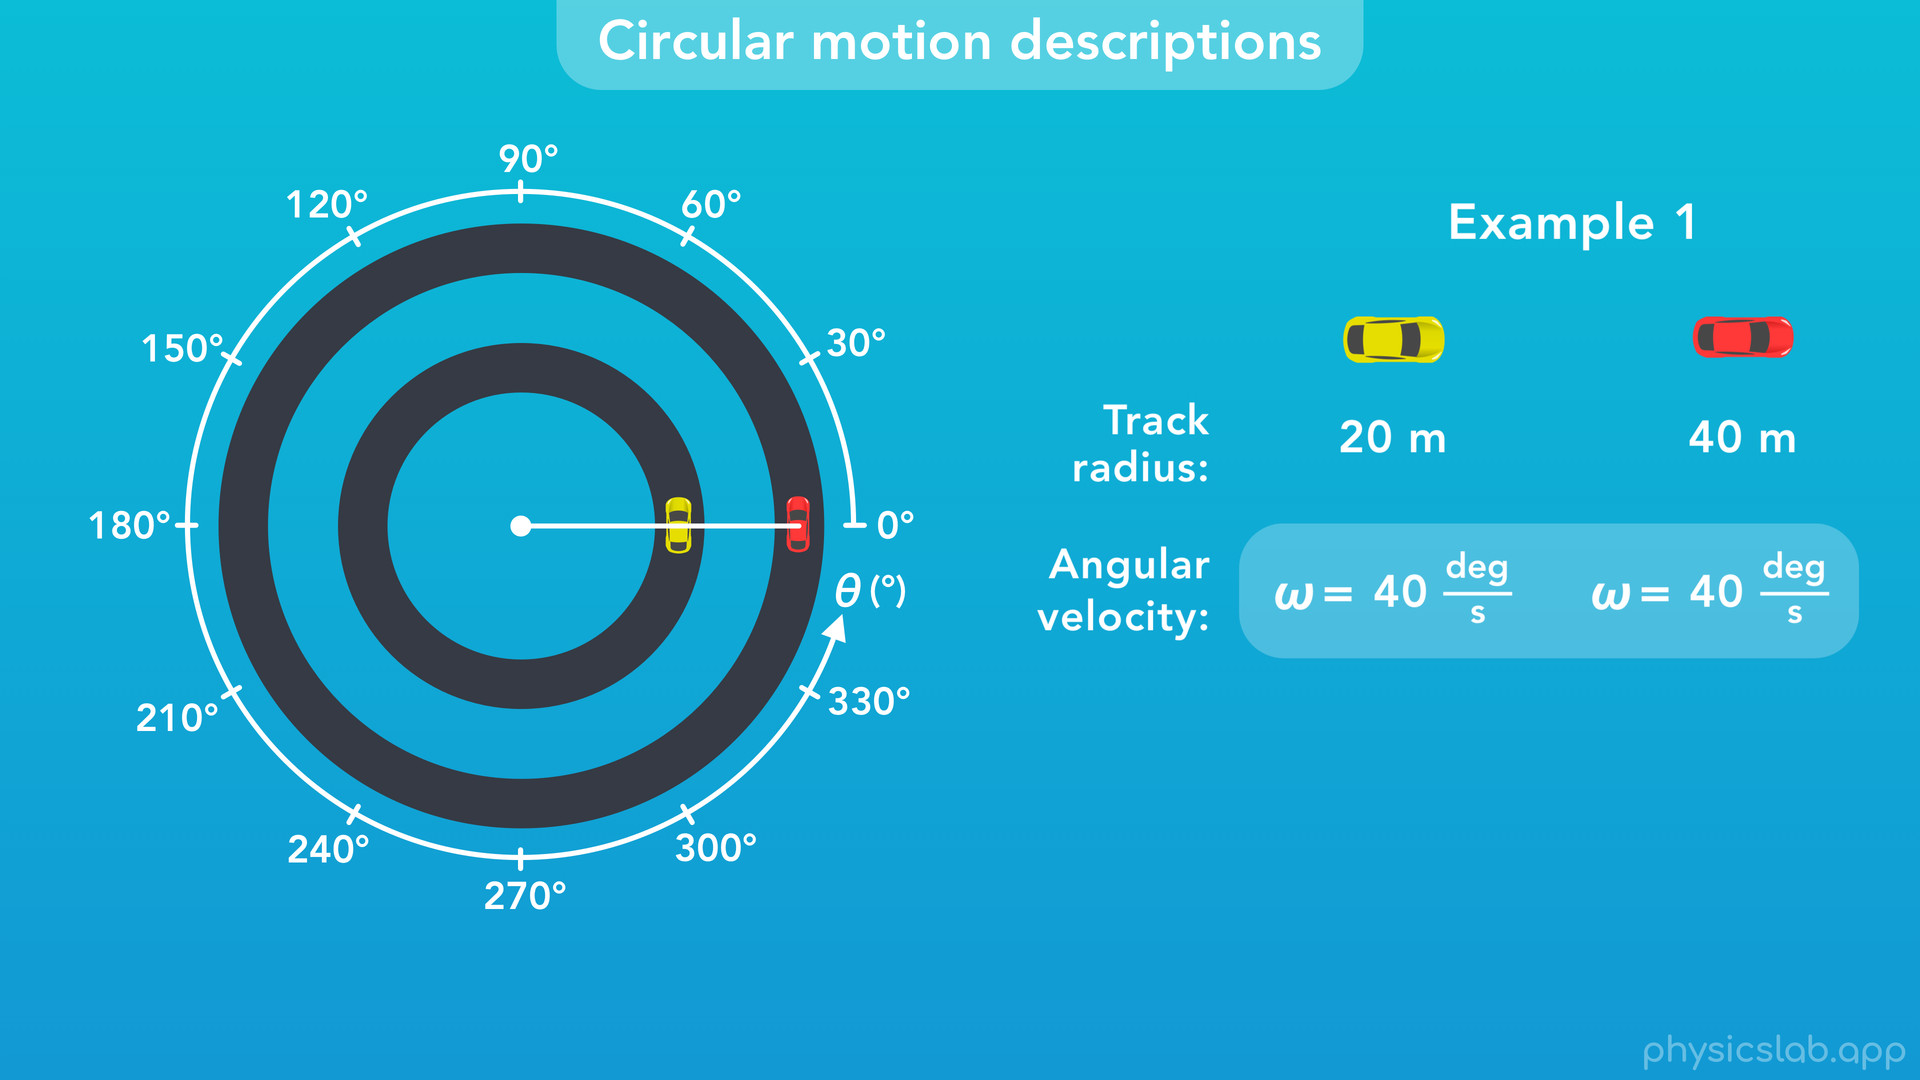 Circular motion descriptions
90°
120°
60°
150°
30°
180°
0°
θ (°)
210°
330°
240°
300°
270°
Example 1
Track
radius:
20 m
40 m
Angular
velocity:
ω = 40 deg/s
ω = 40 deg/s
physicslab.app